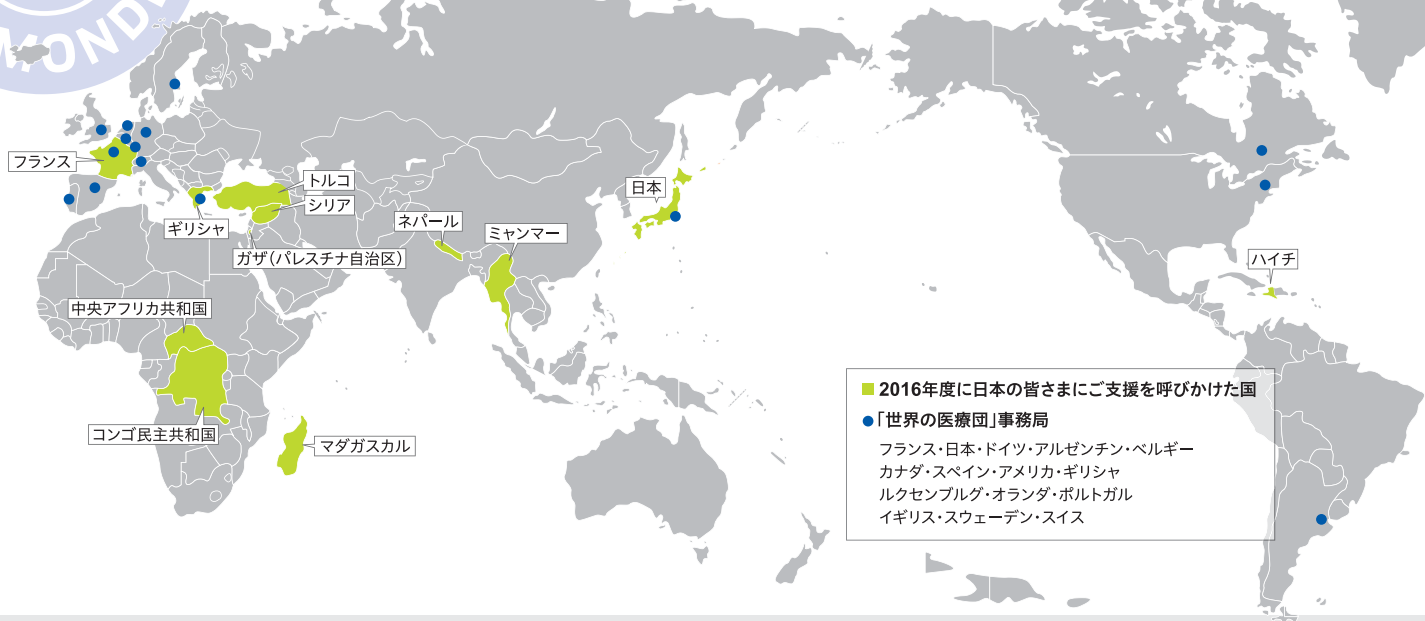 MONDE
フランス
トルコ
シリア
ギリシャ
ガザ（パレスチナ自治区）
ネパール
ミャンマー
日本
ハイチ
中央アフリカ共和国
コンゴ民主共和国
マダガスカル
2016年度に日本の皆さまにご支援を呼びかけた国
「世界の医療団」事務局
フランス・日本・ドイツ・アルゼンチン・ベルギー
カナダ・スペイン・アメリカ・ギリシャ
ルクセンブルグ・オランダ・ポルトガル
イギリス・スウェーデン・スイス